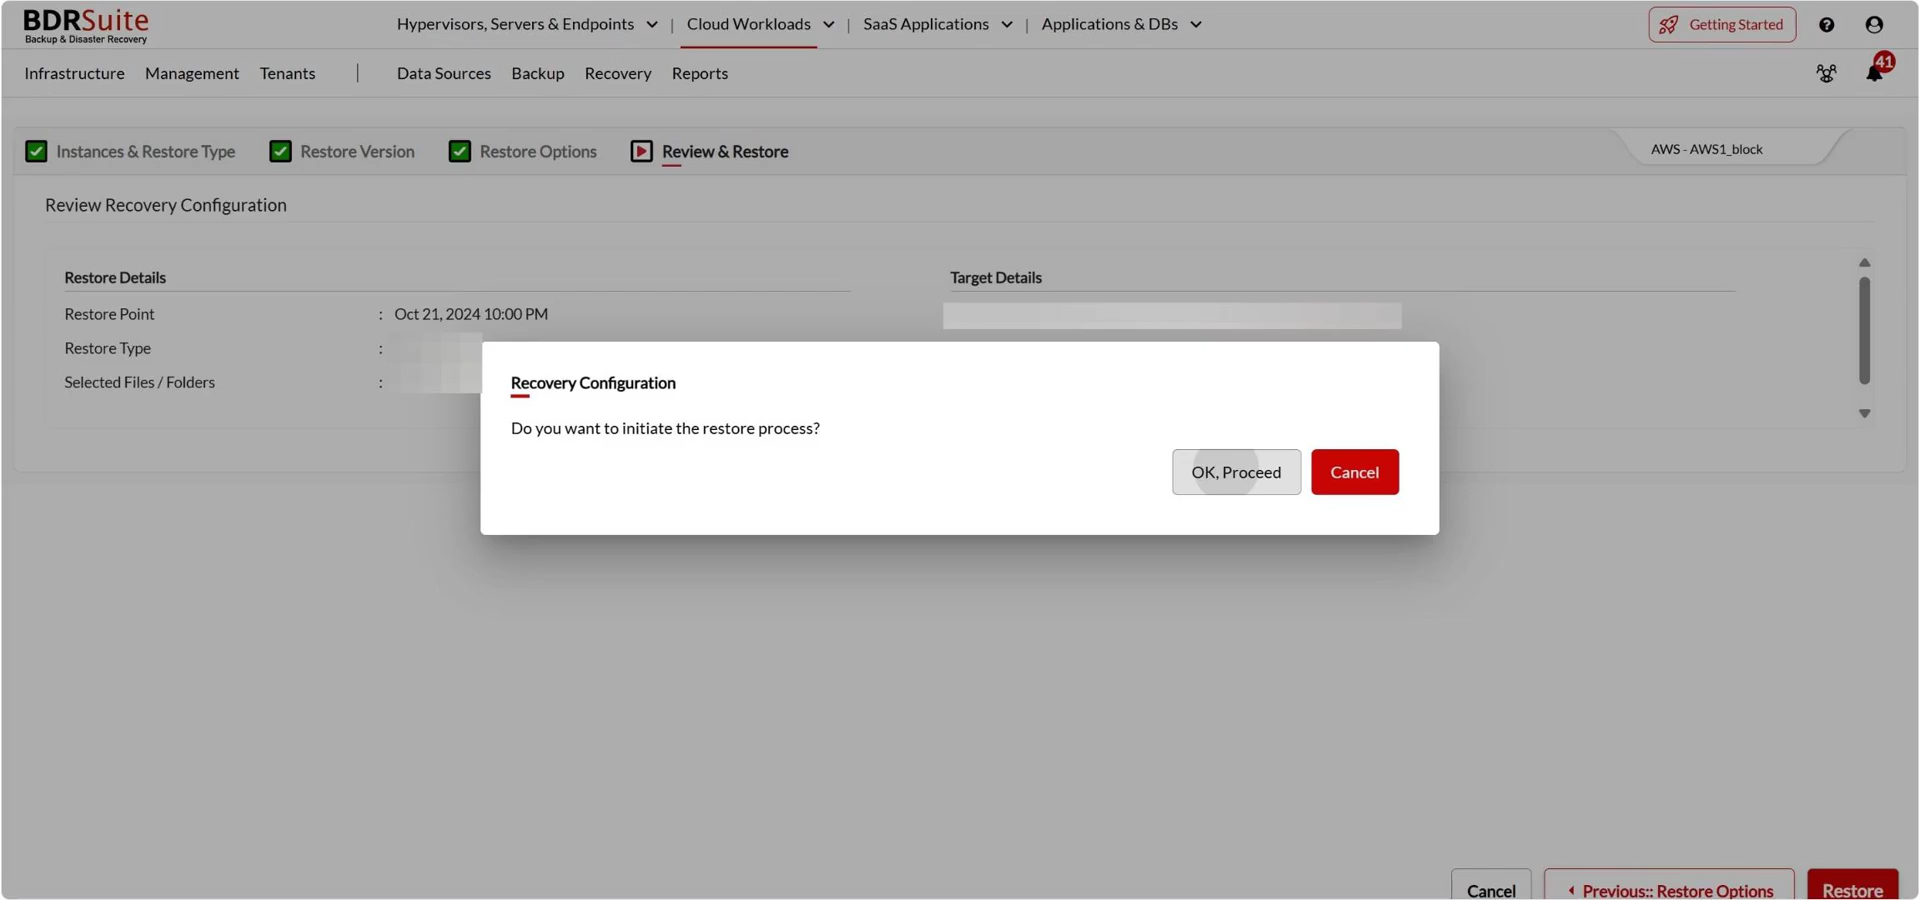 BDRSuite
Backup & Disaster Recovery
Hypervisors, Servers & Endpoints | Cloud Workloads | SaaS Applications | Applications & DBs
Getting Started
Infrastructure Management Tenants | Data Sources Backup Recovery Reports
41
Instances & Restore Type Restore Version Restore Options Review & Restore
AWS - AWS1_block
Review Recovery Configuration
Restore Details
Target Details
Restore Point : Oct 21, 2024 10:00 PM
Restore Type :
Selected Files / Folders :
Recovery Configuration
Do you want to initiate the restore process?
OK, Proceed Cancel
Cancel Previous:: Restore Options Restore